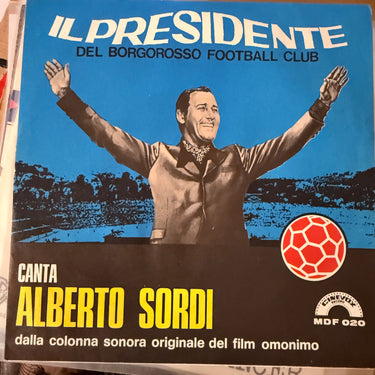 IL PRESIDENTE
DEL BORGOROSSO FOOTBALL CLUB
CANTA
ALBERTO SORDI
dalla colonna sonora originale del film omonimo
CINEVOX
RECORD
MDF 020